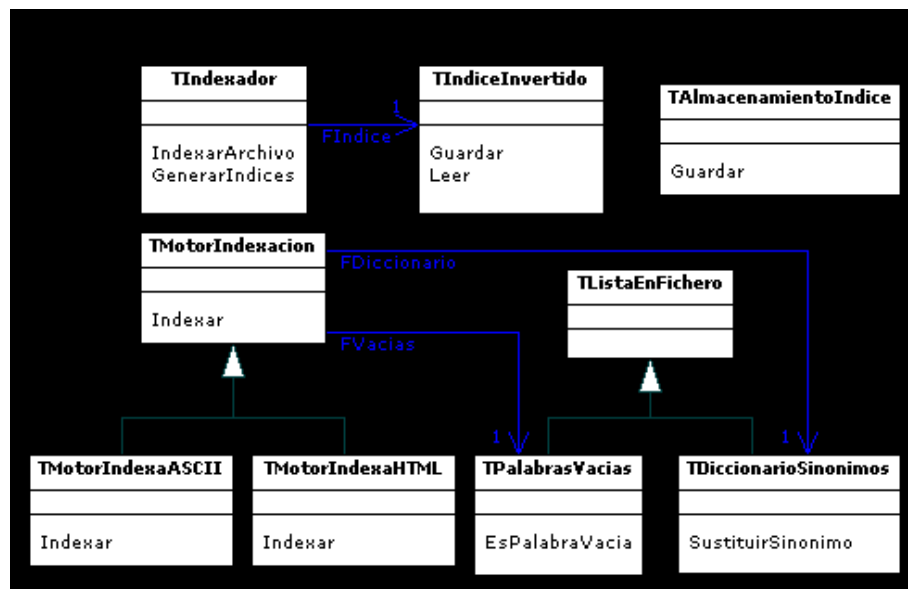 TIndexador
TIndiceInvertido
TAlmacenamientoIndice
1
FIndice
IndexarArchivo
GenerarIndices
Guardar
Leer
Guardar
TMotorIndexacion
FDiccionario
TListaEnFichero
Indexar
FVacias
1
1
TMotorIndexaASCII
TMotorIndexaHTML
TPalabrasVacias
TDiccionarioSinonimos
Indexar
Indexar
EsPalabraVacia
SustituirSinonimo